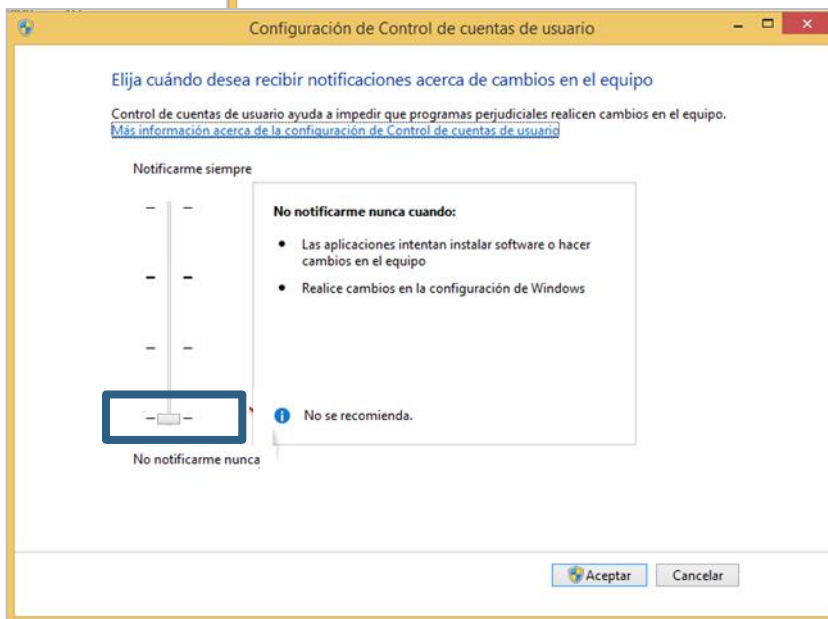 Configuración de Control de cuentas de usuario
Elija cuándo desea recibir notificaciones acerca de cambios en el equipo
Control de cuentas de usuario ayuda a impedir que programas perjudiciales realicen cambios en el equipo.
Más información acerca de la configuración de Control de cuentas de usuario
Notificarme siempre
No notificarme nunca cuando:
• Las aplicaciones intentan instalar software o hacer
cambios en el equipo
• Realice cambios en la configuración de Windows
No se recomienda.
No notificarme nunca
Aceptar Cancelar